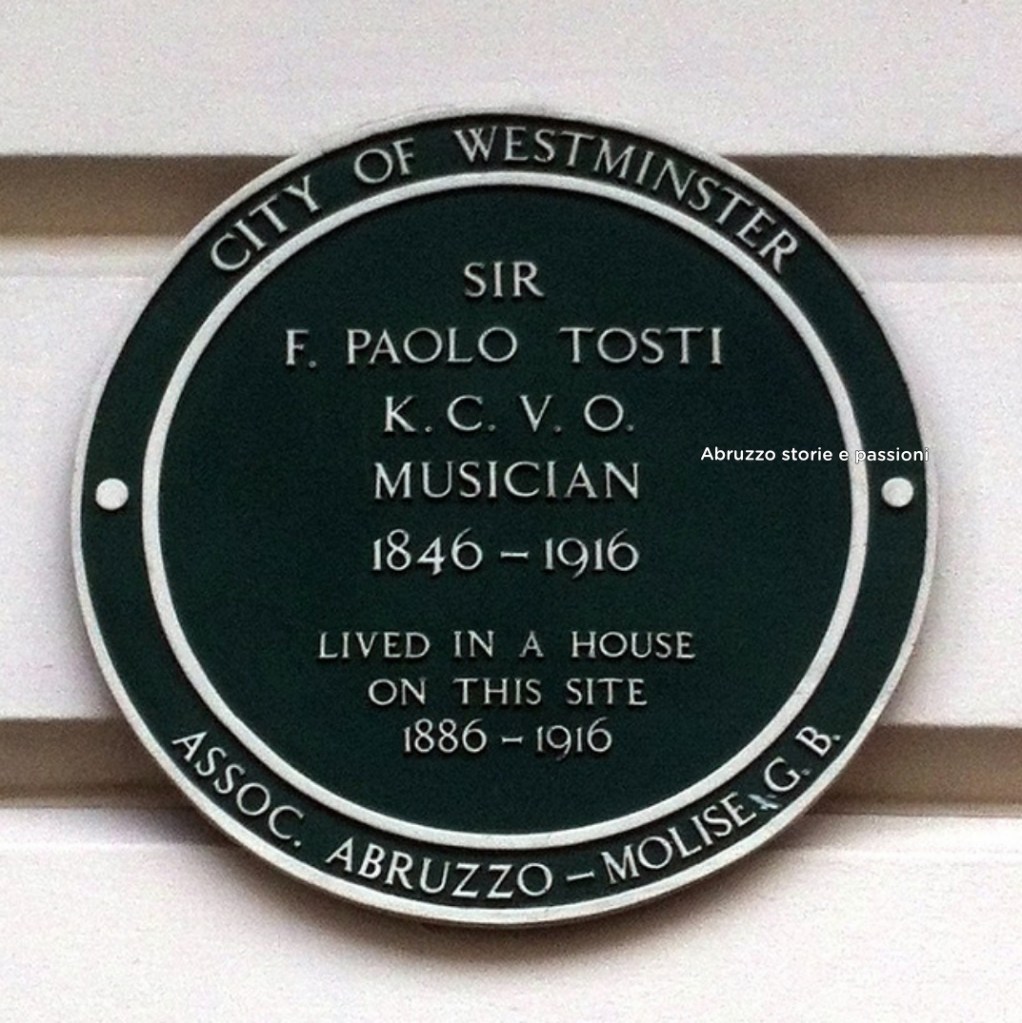 CITY OF WESTMINSTER
SIR
F. PAOLO TOSTI
K. C. V. O.
MUSICIAN
1846 – 1916
Abruzzo storie e passioni
LIVED IN A HOUSE
ON THIS SITE
1886 – 1916
ASSOC. ABRUZZO – MOLISE G. B.